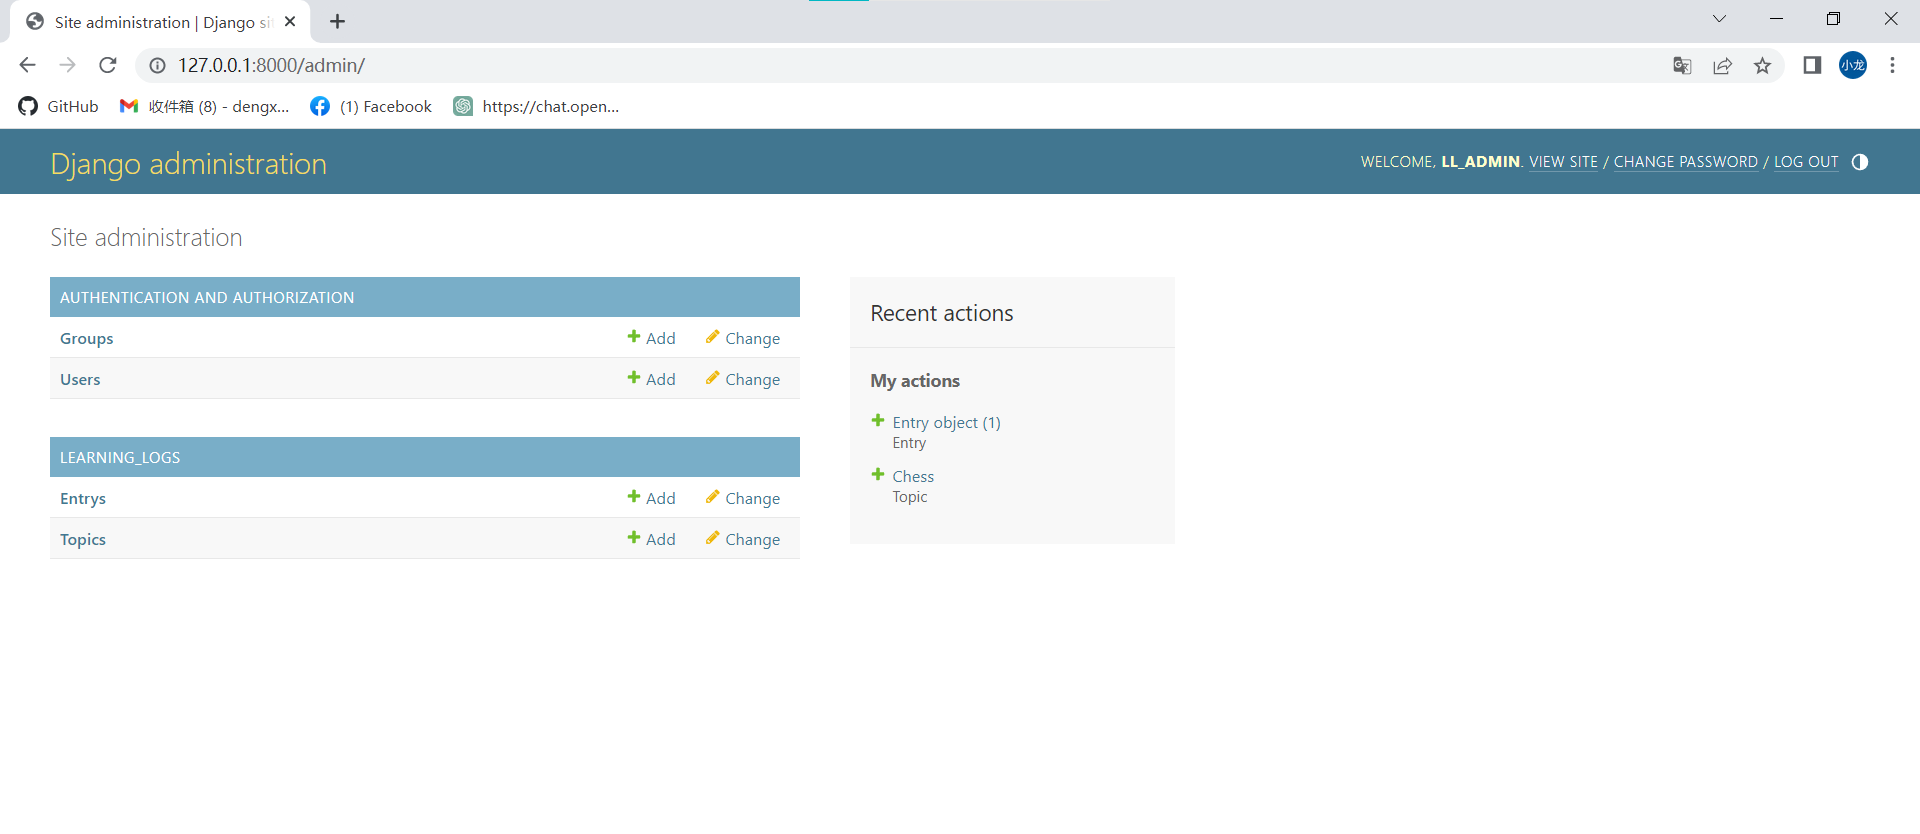 Site administration | Django si
127.0.0.1:8000/admin/
小龙
GitHub
收件箱 (8) - dengx...
(1) Facebook
https://chat.open...
Django administration
WELCOME, LL_ADMIN. VIEW SITE / CHANGE PASSWORD / LOG OUT
Site administration
AUTHENTICATION AND AUTHORIZATION
Groups Add Change
Users Add Change
LEARNING_LOGS
Entrys Add Change
Topics Add Change
Recent actions
My actions
Entry object (1)
Entry
Chess
Topic